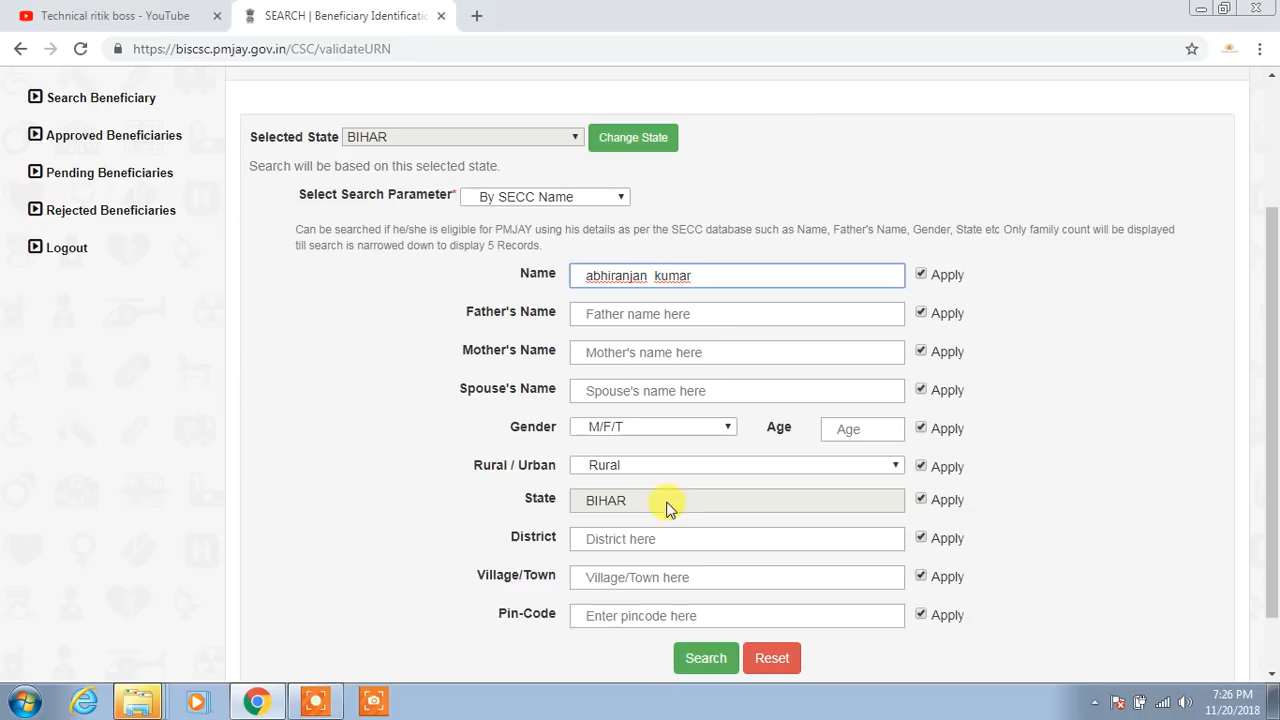 Technical ritik boss - YouTube
SEARCH | Beneficiary Identificatio
https://biscsc.pmjay.gov.in/CSC/validateURN
Search Beneficiary
Approved Beneficiaries
Pending Beneficiaries
Rejected Beneficiaries
Logout
Selected State BIHAR Change State
Search will be based on this selected state.
Select Search Parameter* By SECC Name
Can be searched if he/she is eligible for PMJAY using his details as per the SECC database such as Name, Father's Name, Gender, State etc Only family count will be displayed
till search is narrowed down to display 5 Records.
Name abhiranjan kumar Apply
Father's Name Father name here Apply
Mother's Name Mother's name here Apply
Spouse's Name Spouse's name here Apply
Gender M/F/T Age Age Apply
Rural / Urban Rural Apply
State BIHAR Apply
District District here Apply
Village/Town Village/Town here Apply
Pin-Code Enter pincode here Apply
Search Reset
7:26 PM
11/20/2018